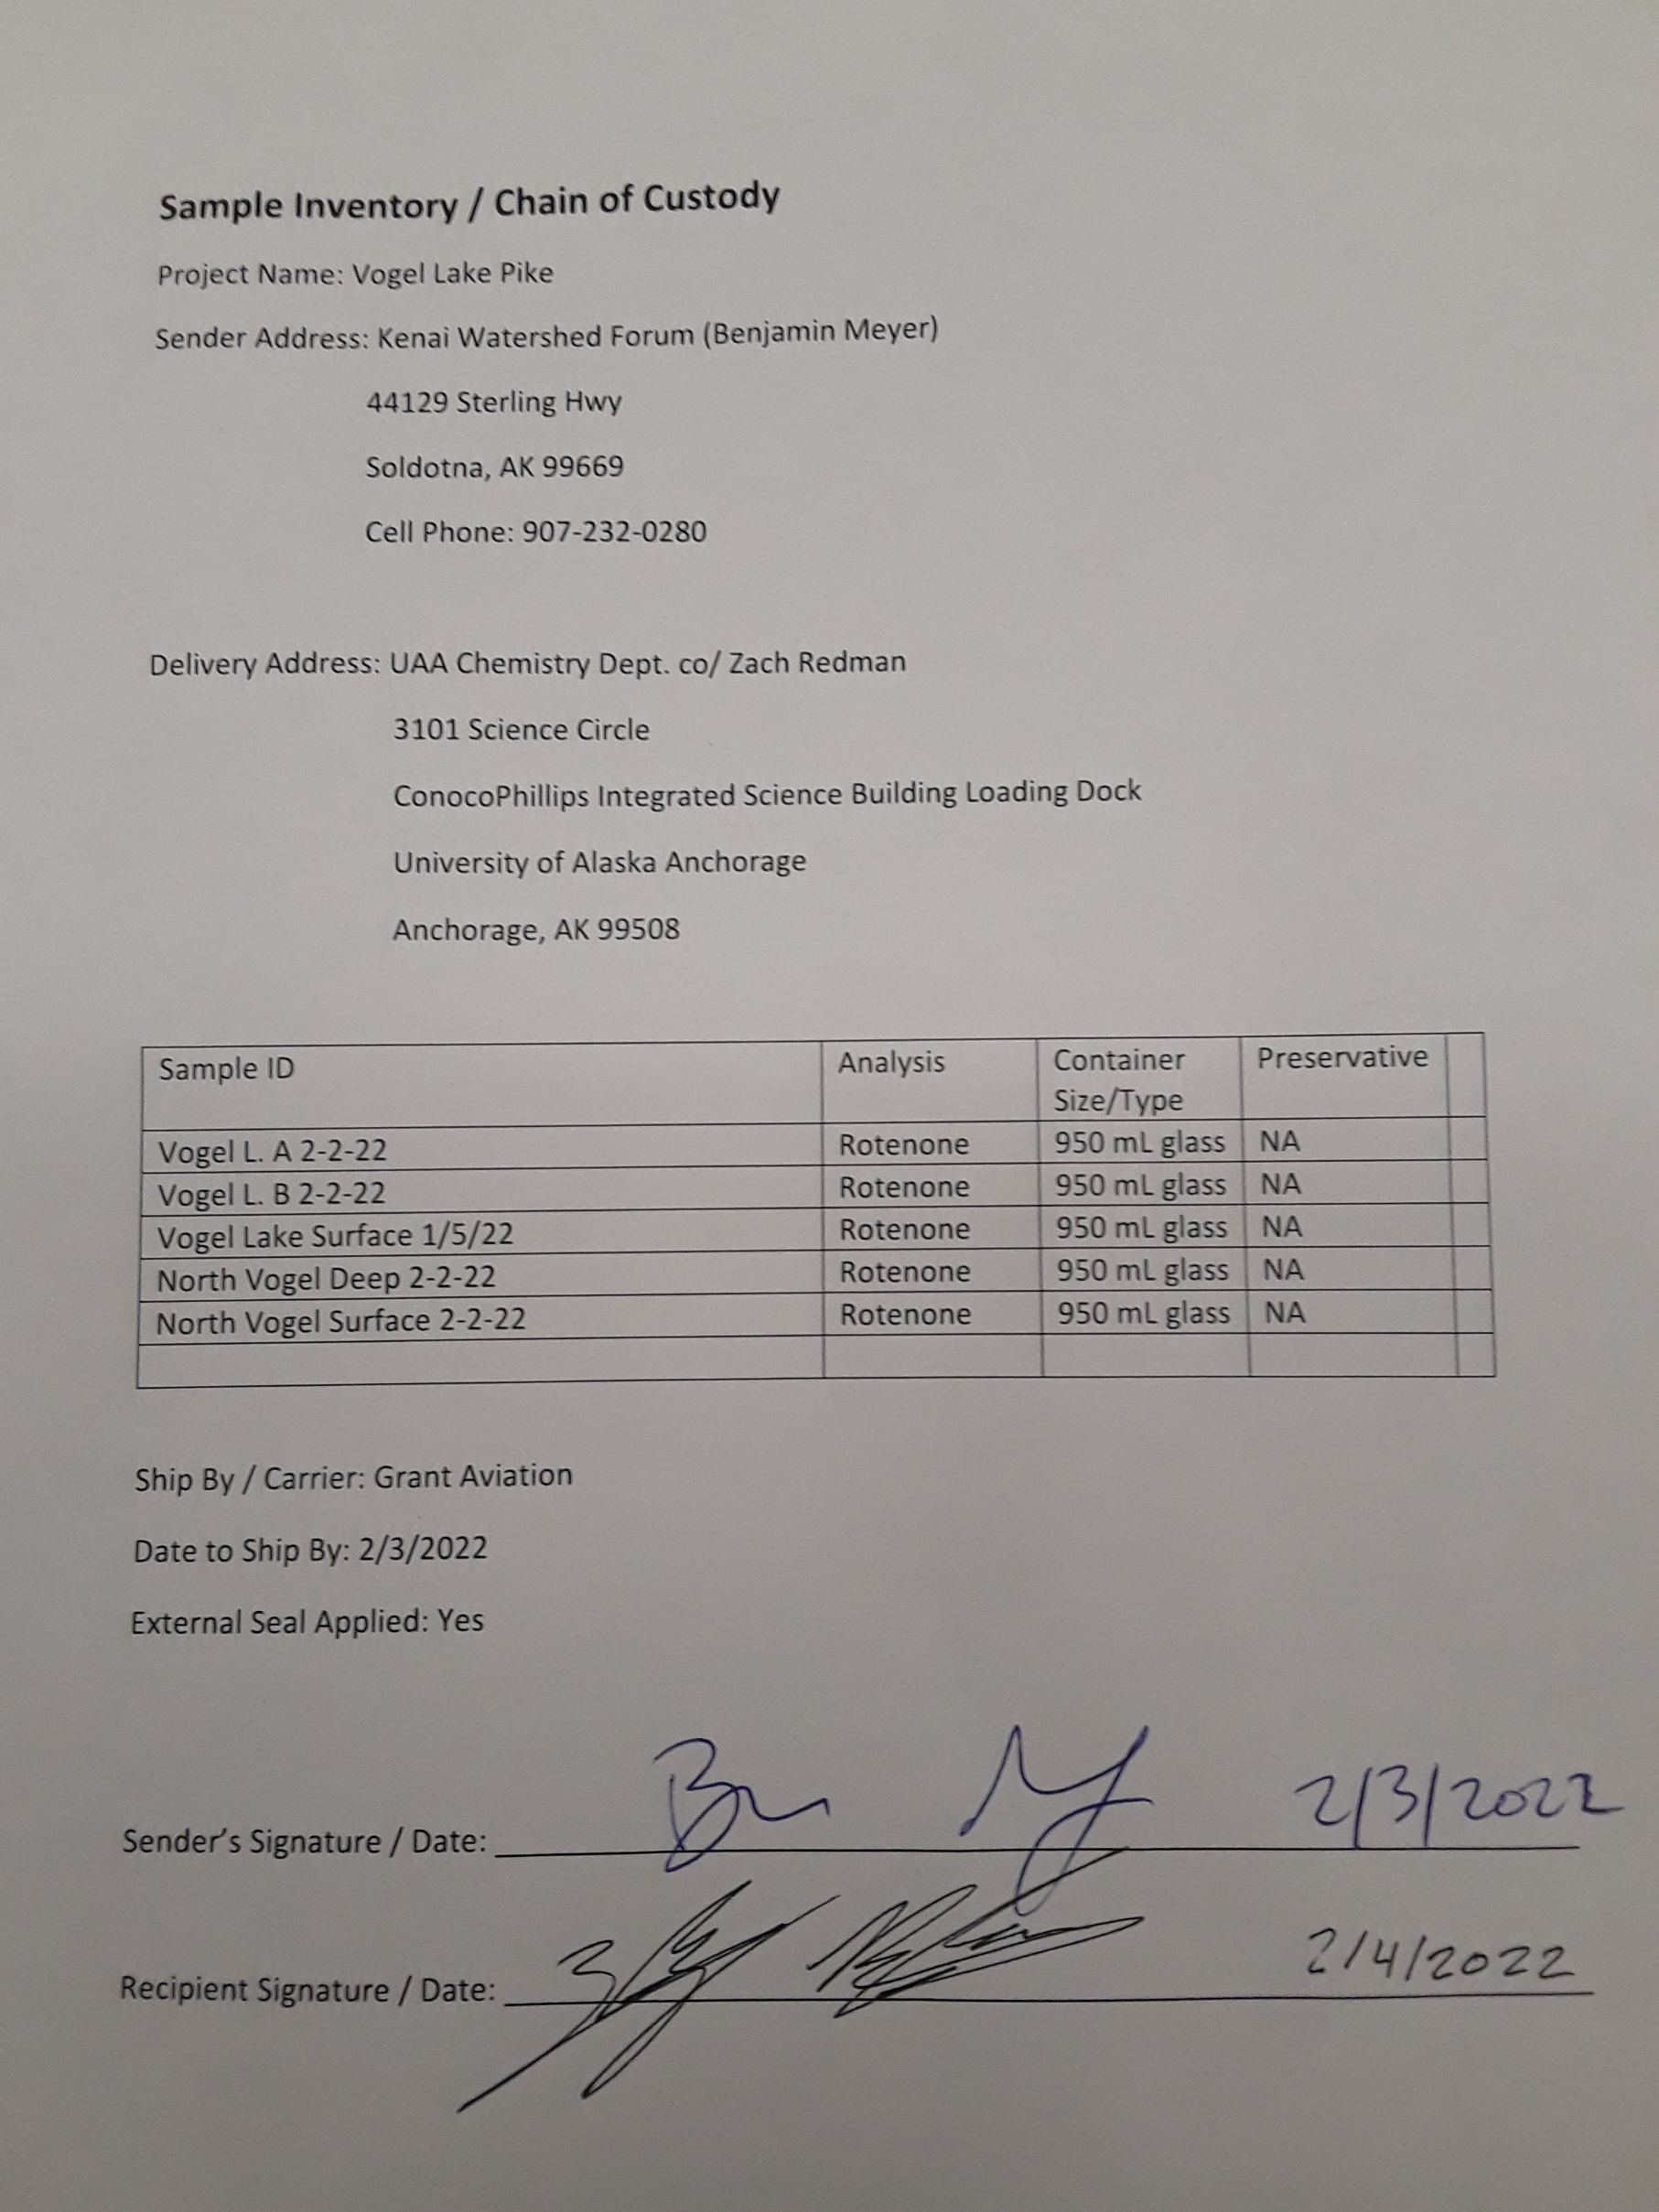 Sample Inventory / Chain of Custody
Project Name: Vogel Lake Pike
Sender Address: Kenai Watershed Forum (Benjamin Meyer)
44129 Sterling Hwy
Soldotna, AK 99669
Cell Phone: 907-232-0280
Delivery Address: UAA Chemistry Dept. co/ Zach Redman
3101 Science Circle
ConocoPhillips Integrated Science Building Loading Dock
University of Alaska Anchorage
Anchorage, AK 99508
Sample ID Analysis Container Size/Type Preservative
Vogel L. A 2-2-22 Rotenone 950 mL glass NA
Vogel L. B 2-2-22 Rotenone 950 mL glass NA
Vogel Lake Surface 1/5/22 Rotenone 950 mL glass NA
North Vogel Deep 2-2-22 Rotenone 950 mL glass NA
North Vogel Surface 2-2-22 Rotenone 950 mL glass NA
Ship By / Carrier: Grant Aviation
Date to Ship By: 2/3/2022
External Seal Applied: Yes
Sender's Signature / Date: 2/3/2022
Recipient Signature / Date: 2/4/2022